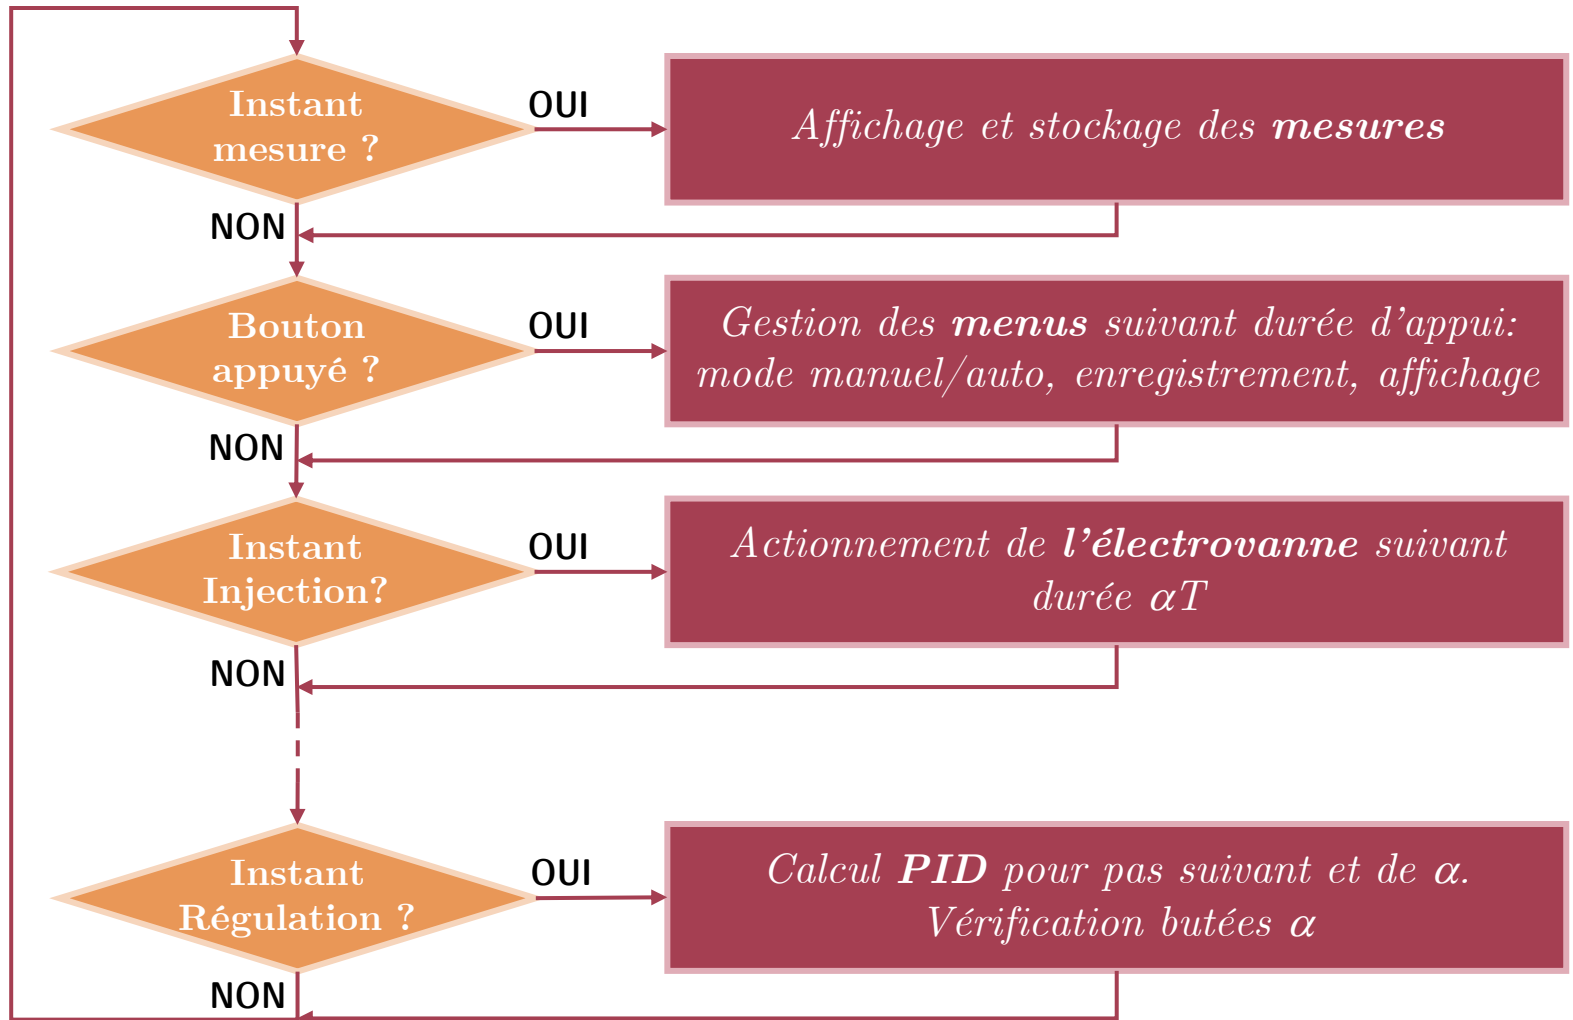 Instant
mesure ?
OUI
Affichage et stockage des mesures
NON
Bouton
appuyé ?
OUI
Gestion des menus suivant durée d'appui:
mode manuel/auto, enregistrement, affichage
NON
Instant
Injection?
OUI
Actionnement de l'électrovanne suivant
durée αT
NON
Instant
Régulation ?
OUI
Calcul PID pour pas suivant et de α.
Vérification butées α
NON